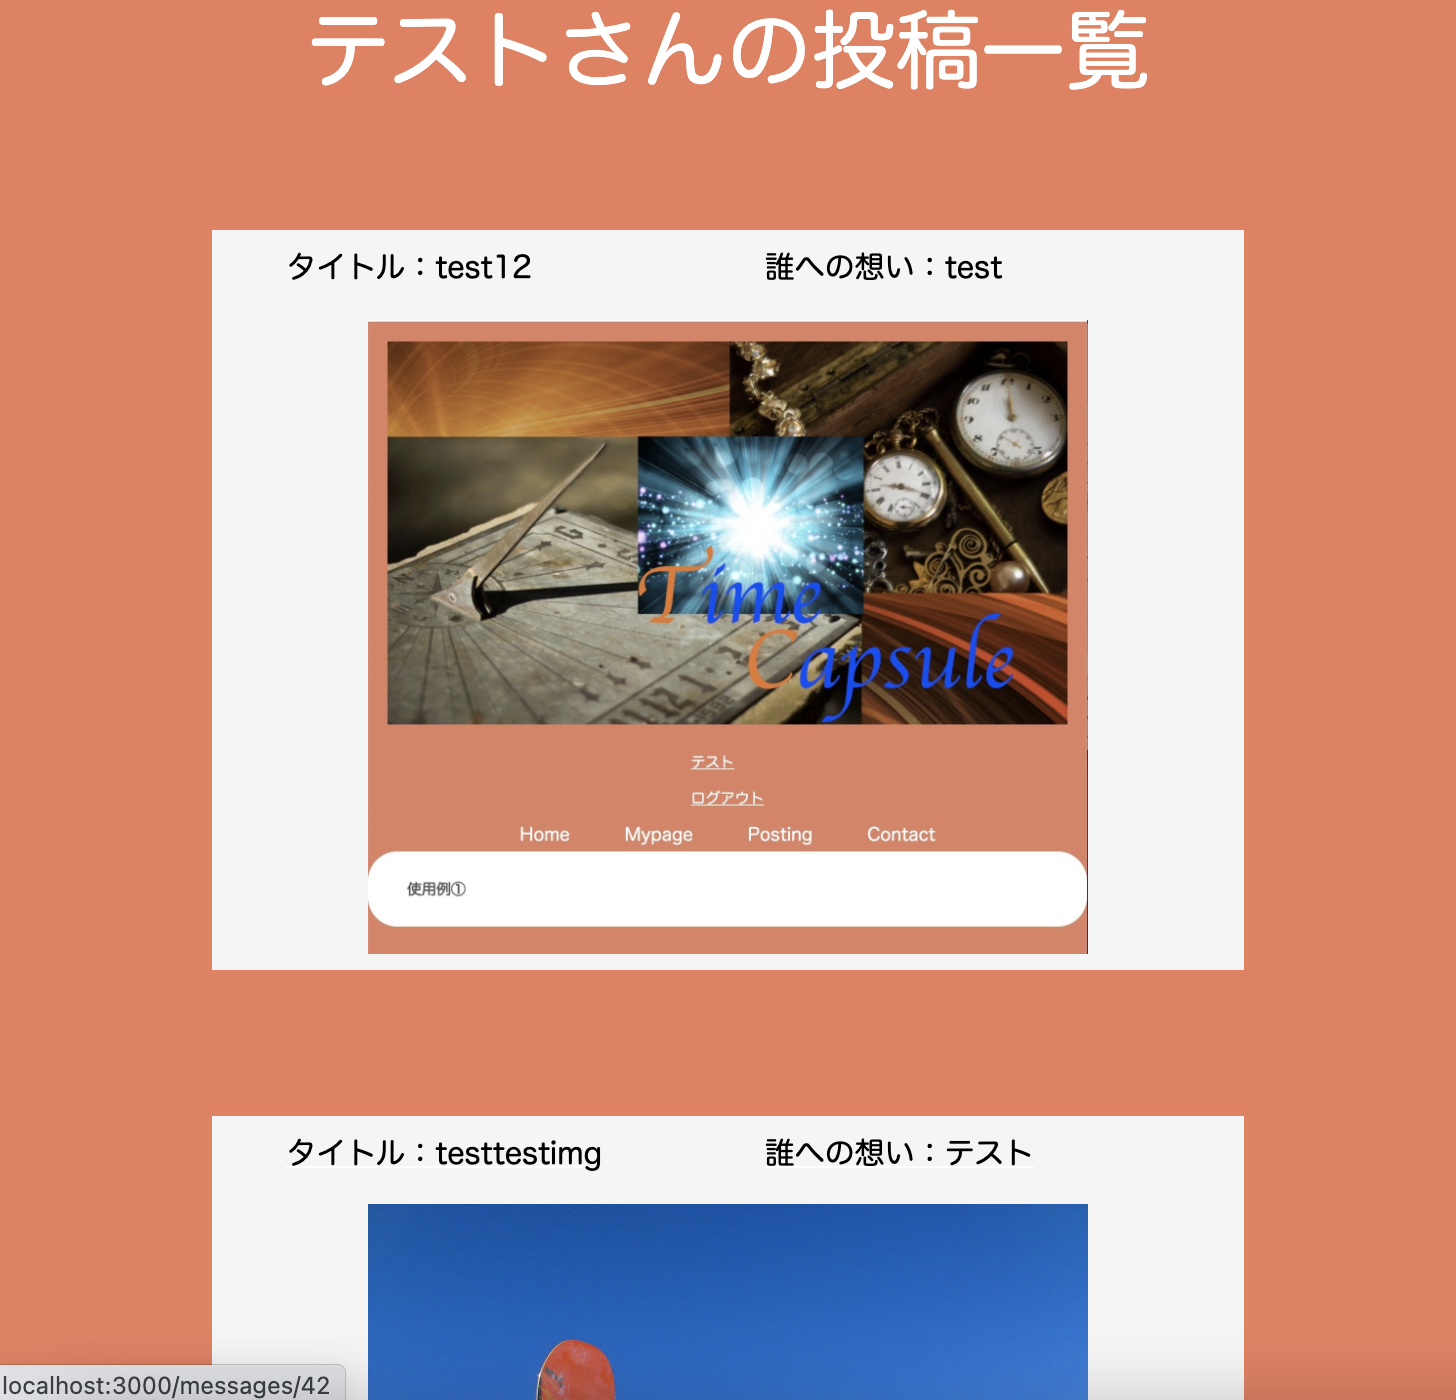 テストさんの投稿一覧
タイトル：test12
誰への想い：test
Time
Capsule
テスト
ログアウト
Home Mypage Posting Contact
使用例①
タイトル：testtestimg
誰への想い：テスト
localhost:3000/messages/42